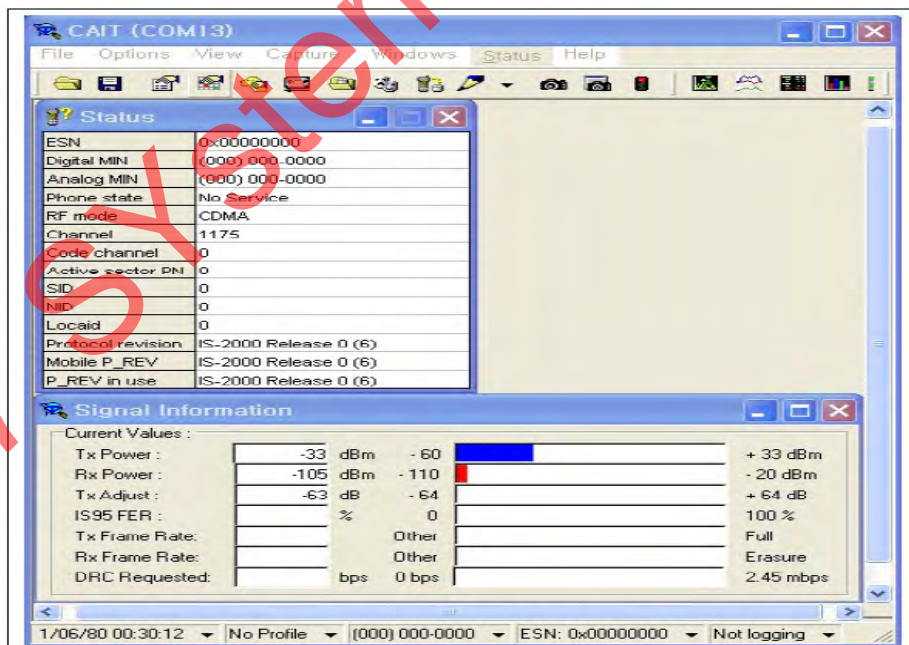 CAIT (COM13)
File Options View Capture Windows Status Help
Status
ESN 0x00000000
Digital MIN (000) 000-0000
Analog MIN (000) 000-0000
Phone state No Service
RF mode CDMA
Channel 1175
Code channel 0
Active sector PN 0
SID 0
NID 0
Locaid 0
Protocol revision IS-2000 Release 0 (6)
Mobile P_REV IS-2000 Release 0 (6)
P_REV in use IS-2000 Release 0 (6)
Signal Information
Current Values :
Tx Power : -33 dBm - 60 + 33 dBm
Rx Power : -105 dBm - 110 - 20 dBm
Tx Adjust : -63 dB - 64 + 64 dB
IS95 FER : % 0 100 %
Tx Frame Rate: Other Full
Rx Frame Rate: Other Erasure
DRC Requested: bps 0 bps 2.45 mbps
1/06/80 00:30:12 No Profile (000) 000-0000 ESN: 0x00000000 Not logging
System